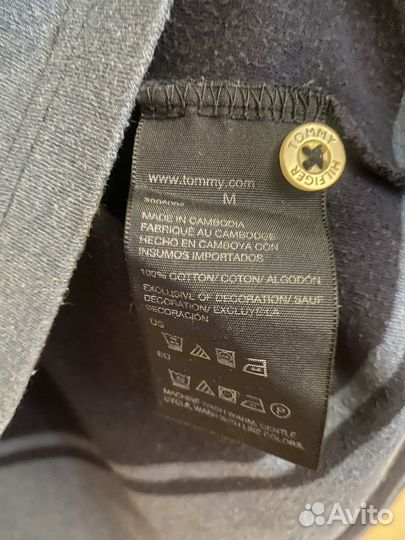 www.tommy.com
M
MADE IN CAMBODIA
FABRIQUÉ AU CAMBODGE
HECHO EN CAMBOYA CON
INSUMOS IMPORTADOS
100% COTTON/COTON/ALGODÓN
EXCLUSIVE OF DECORATION/SAUF
DÉCORATION/EXCLUYE/LA
DECORACIÓN
US
EU
MACHINE WASH WARM, GENTLE
CYCLE, WASH WITH LIKE COLORS.
TOMMY HILFIGER
Avito